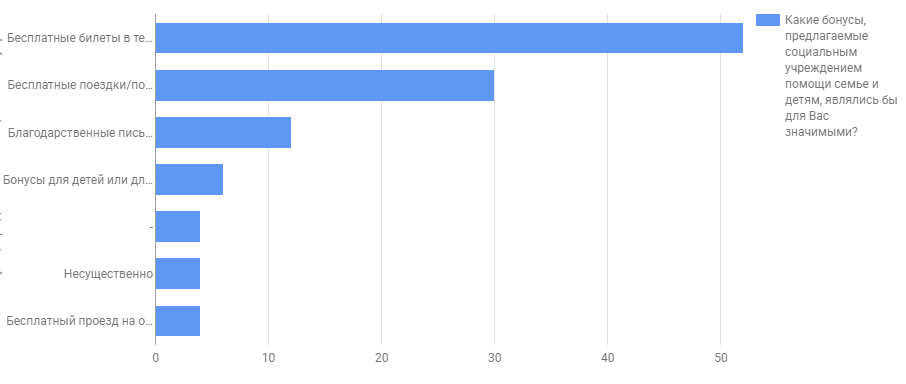 Бесплатные билеты в те…
Бесплатные поездки/по…
Благодарственные пись…
Бонусы для детей или дл…
-
Несущественно
Бесплатный проезд на о…
0 10 20 30 40 50
Какие бонусы,
предлагаемые
социальным
учреждением
помощи семье и
детям, являлись бы
для Вас
значимыми?